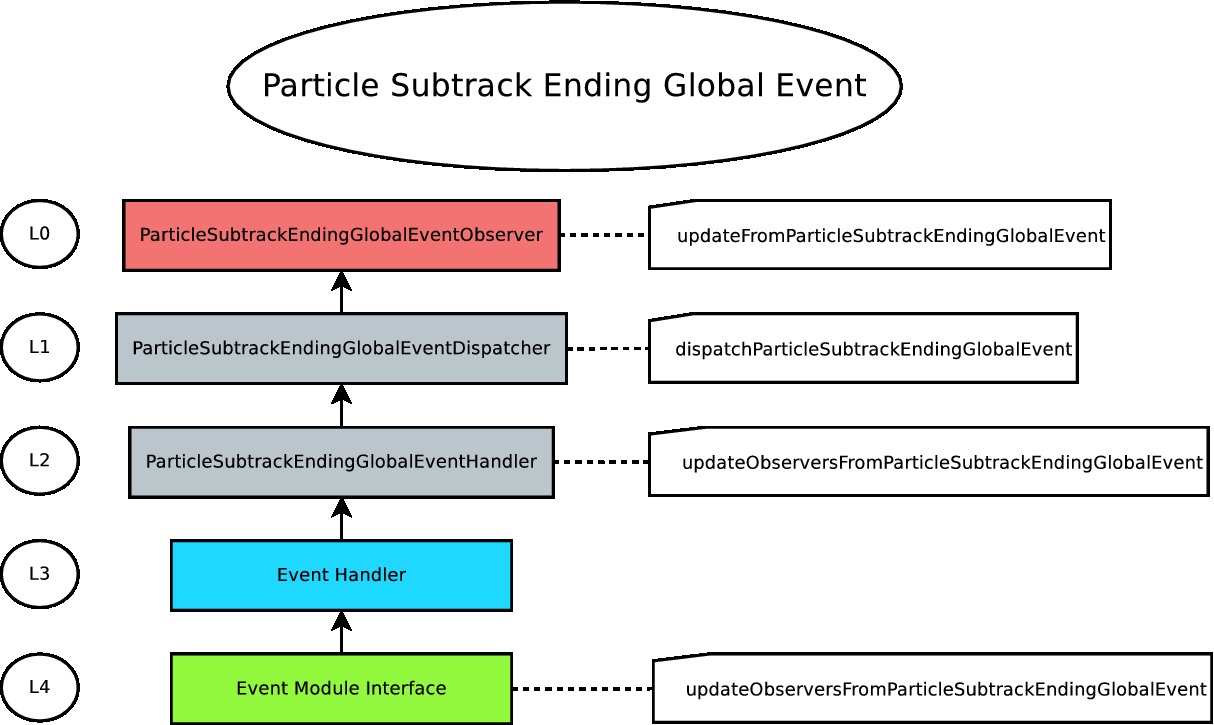 Particle Subtrack Ending Global Event
L0
ParticleSubtrackEndingGlobalEventObserver
updateFromParticleSubtrackEndingGlobalEvent
L1
ParticleSubtrackEndingGlobalEventDispatcher
dispatchParticleSubtrackEndingGlobalEvent
L2
ParticleSubtrackEndingGlobalEventHandler
updateObserversFromParticleSubtrackEndingGlobalEvent
L3
Event Handler
L4
Event Module Interface
updateObserversFromParticleSubtrackEndingGlobalEvent